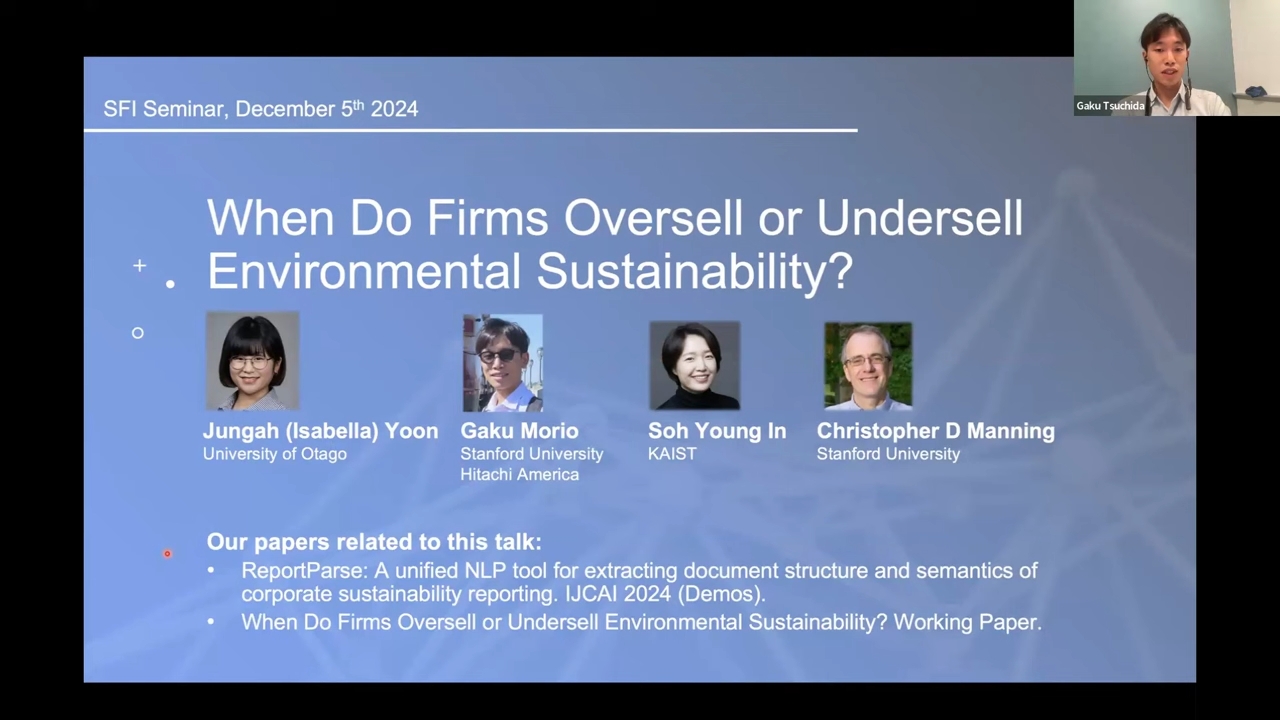 SFI Seminar, December 5th 2024
Gaku Tsuchida
When Do Firms Oversell or Undersell
Environmental Sustainability?
Jungah (Isabella) Yoon
University of Otago
Gaku Morio
Stanford University
Hitachi America
Soh Young In
KAIST
Christopher D Manning
Stanford University
Our papers related to this talk:
• ReportParse: A unified NLP tool for extracting document structure and semantics of
corporate sustainability reporting. IJCAI 2024 (Demos).
• When Do Firms Oversell or Undersell Environmental Sustainability? Working Paper.